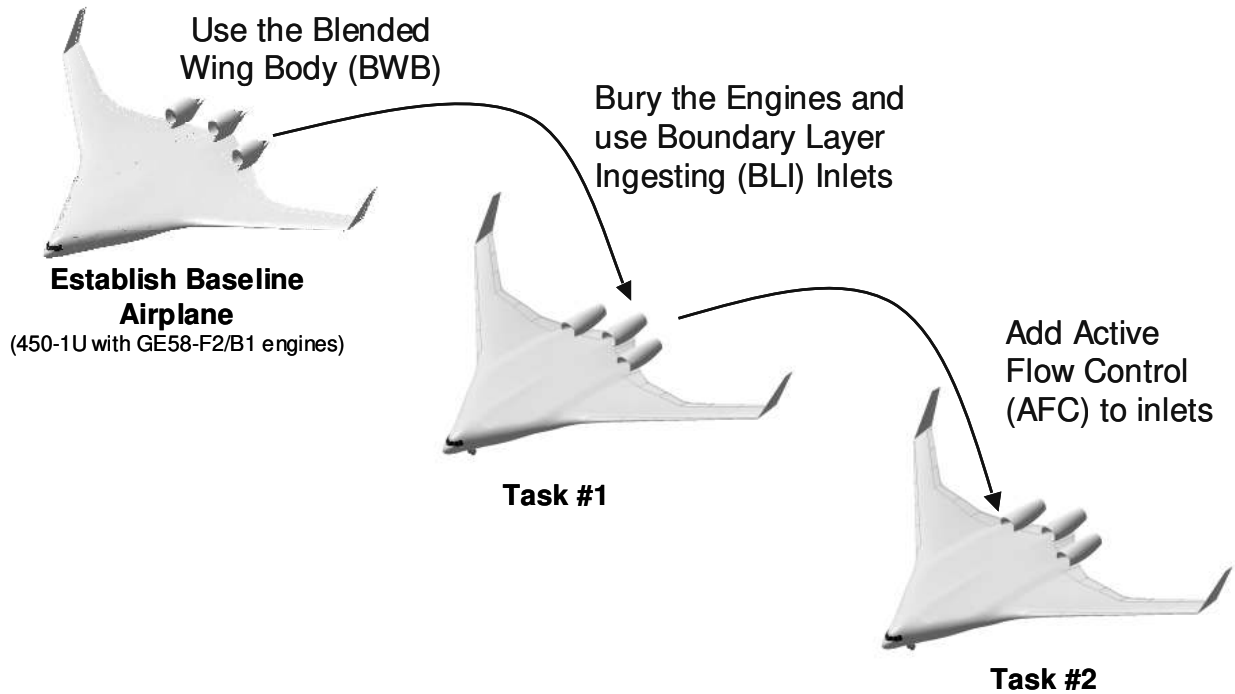 Use the Blended
Wing Body (BWB)
Bury the Engines and
use Boundary Layer
Ingesting (BLI) Inlets
Establish Baseline
Airplane
(450-1U with GE58-F2/B1 engines)
Add Active
Flow Control
(AFC) to inlets
Task #1
Task #2